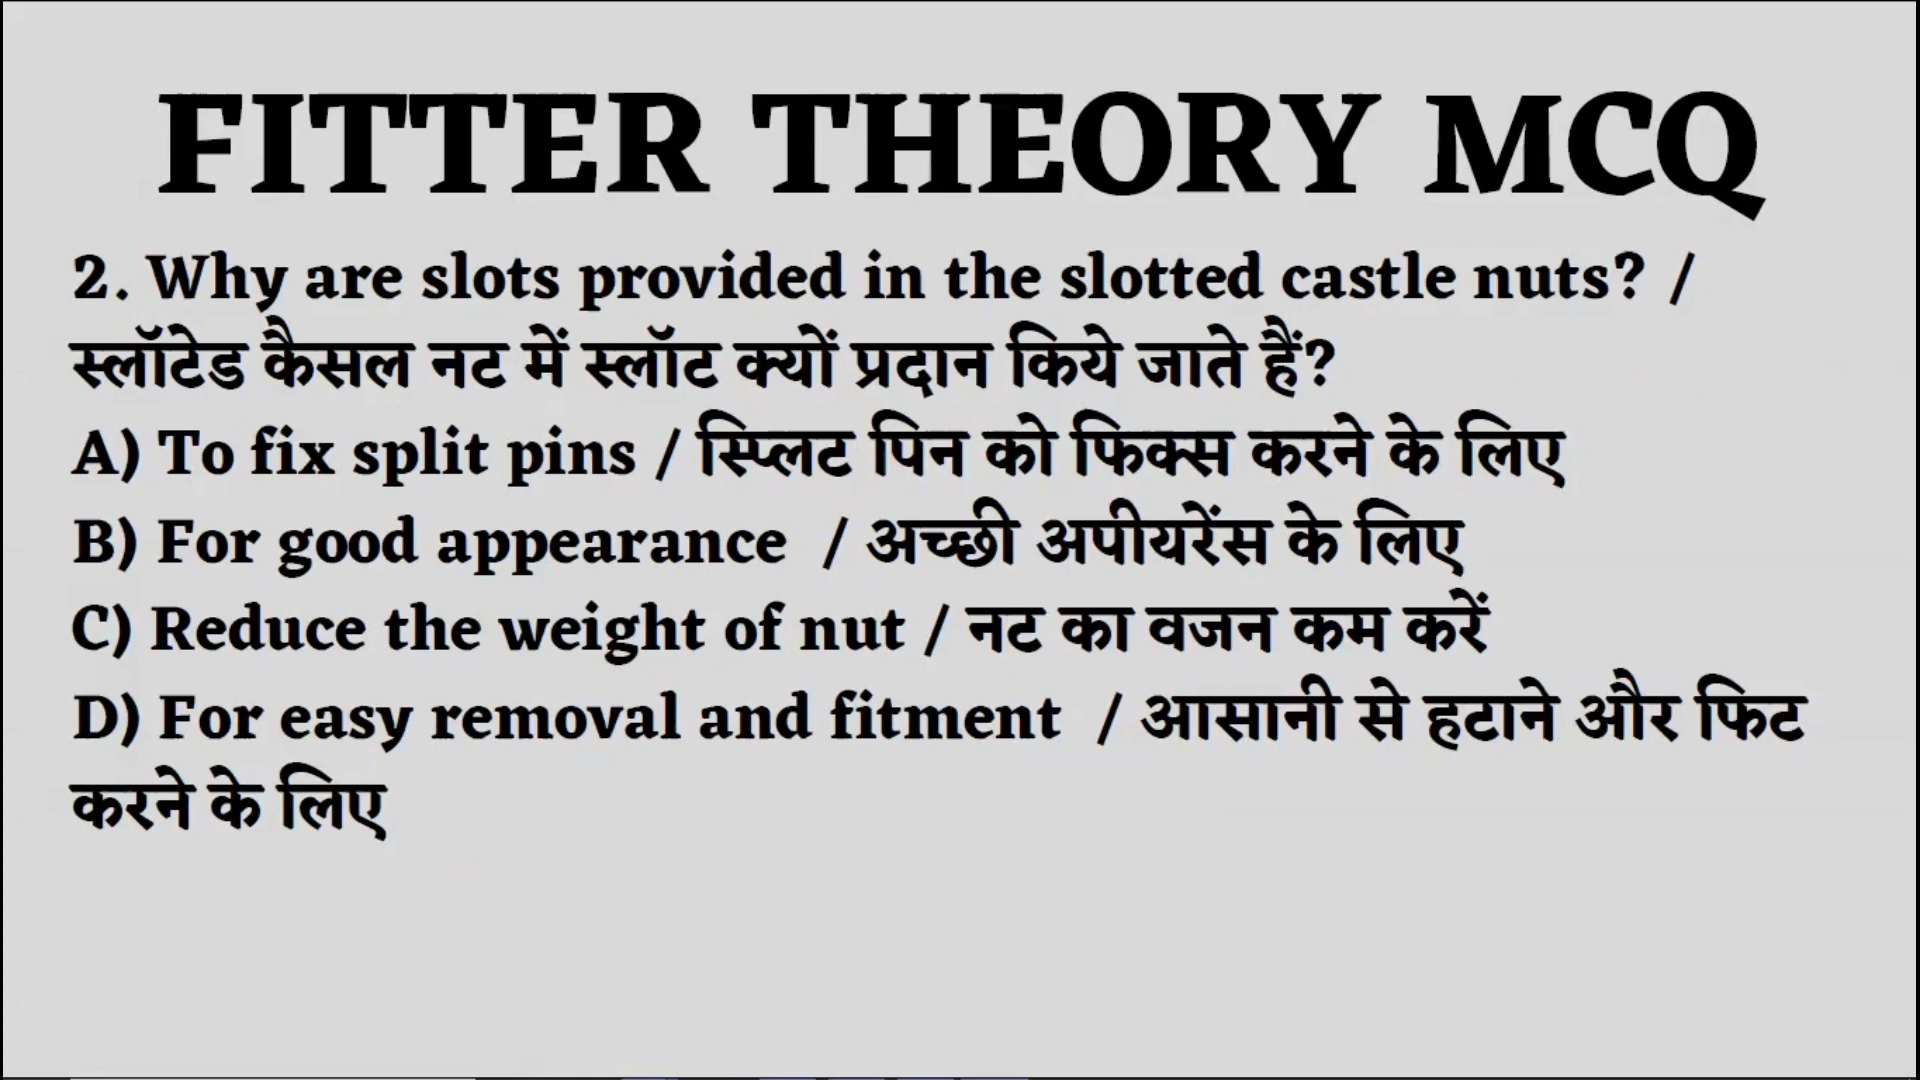 FITTER THEORY MCQ
2. Why are slots provided in the slotted castle nuts? /
स्लॉटेड कैसल नट में स्लॉट क्यों प्रदान किये जाते हैं?
A) To fix split pins / स्प्लिट पिन को फिक्स करने के लिए
B) For good appearance / अच्छी अपीयरेंस के लिए
C) Reduce the weight of nut / नट का वजन कम करें
D) For easy removal and fitment / आसानी से हटाने और फिट
करने के लिए